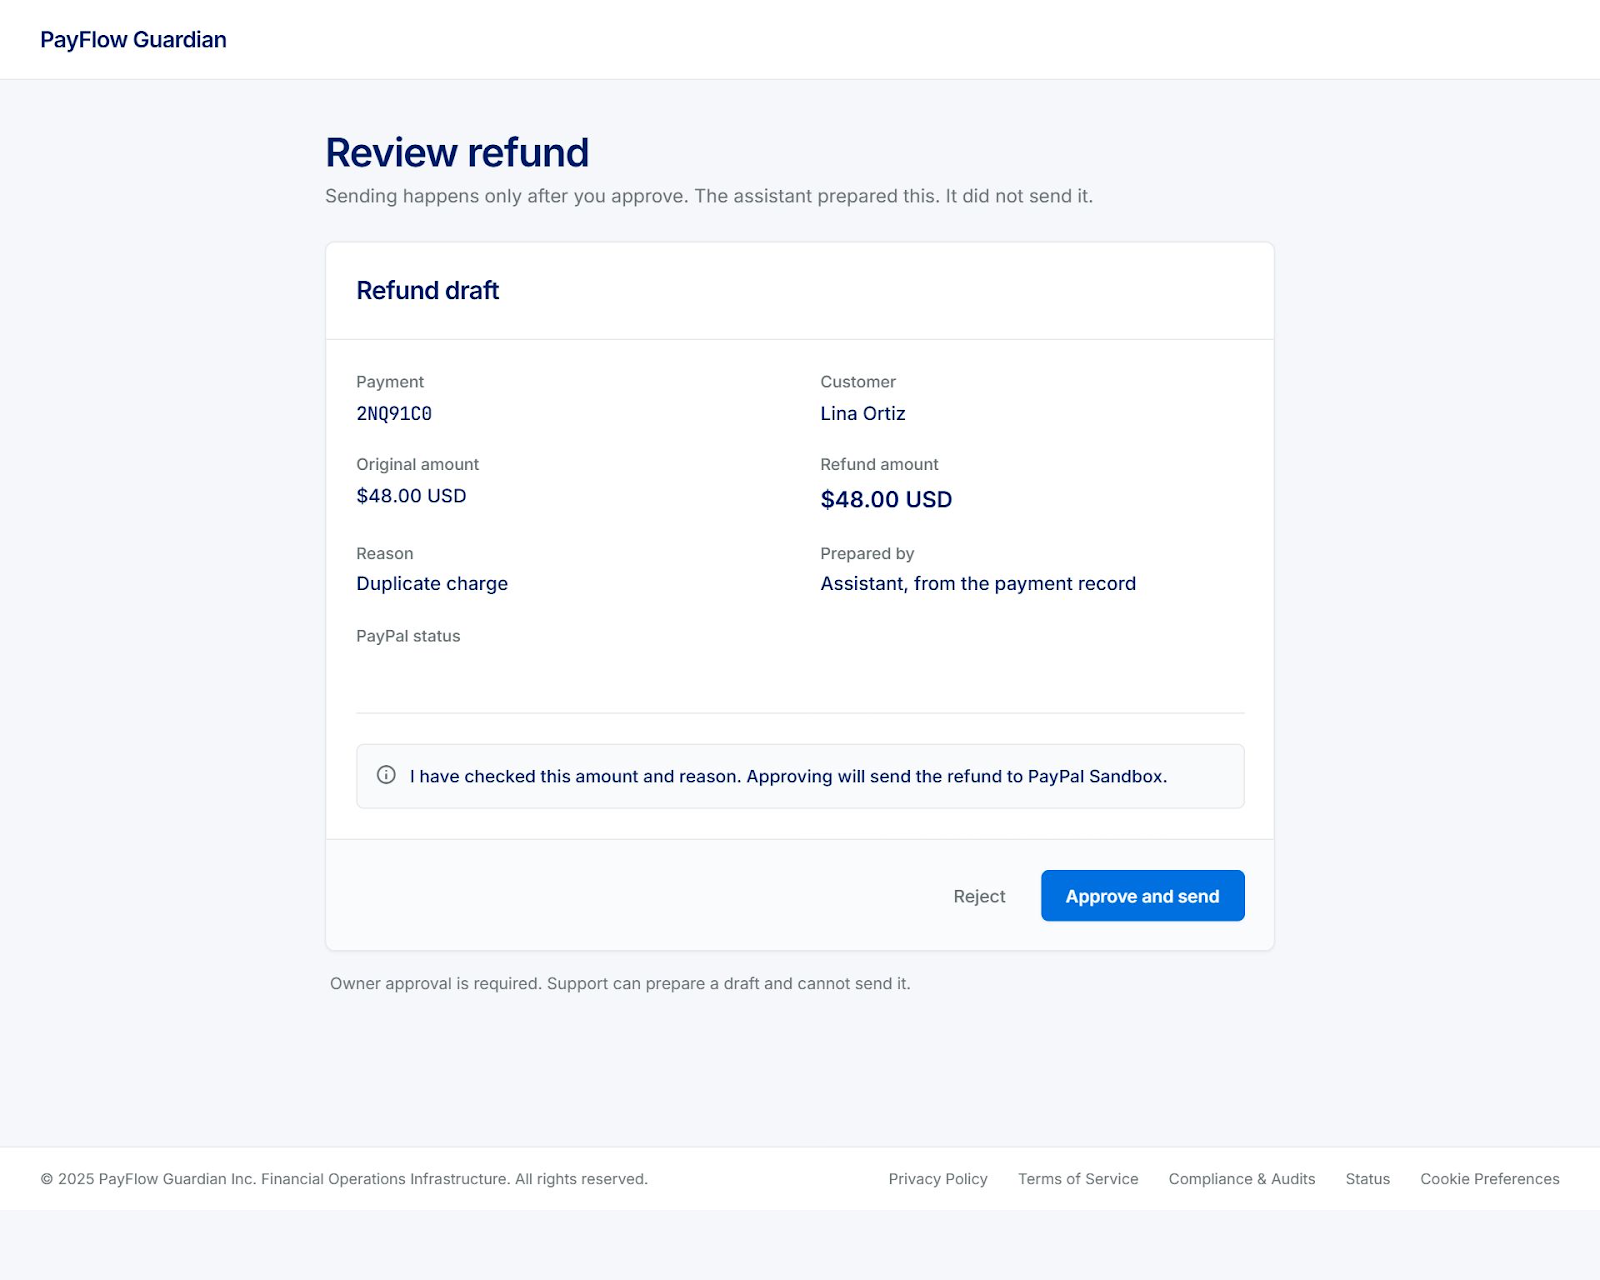 PayFlow Guardian
Review refund
Sending happens only after you approve. The assistant prepared this. It did not send it.
Refund draft
Payment
2NQ91C0
Customer
Lina Ortiz
Original amount
$48.00 USD
Refund amount
$48.00 USD
Reason
Duplicate charge
Prepared by
Assistant, from the payment record
PayPal status
I have checked this amount and reason. Approving will send the refund to PayPal Sandbox.
Reject
Approve and send
Owner approval is required. Support can prepare a draft and cannot send it.
© 2025 PayFlow Guardian Inc. Financial Operations Infrastructure. All rights reserved.
Privacy Policy
Terms of Service
Compliance & Audits
Status
Cookie Preferences